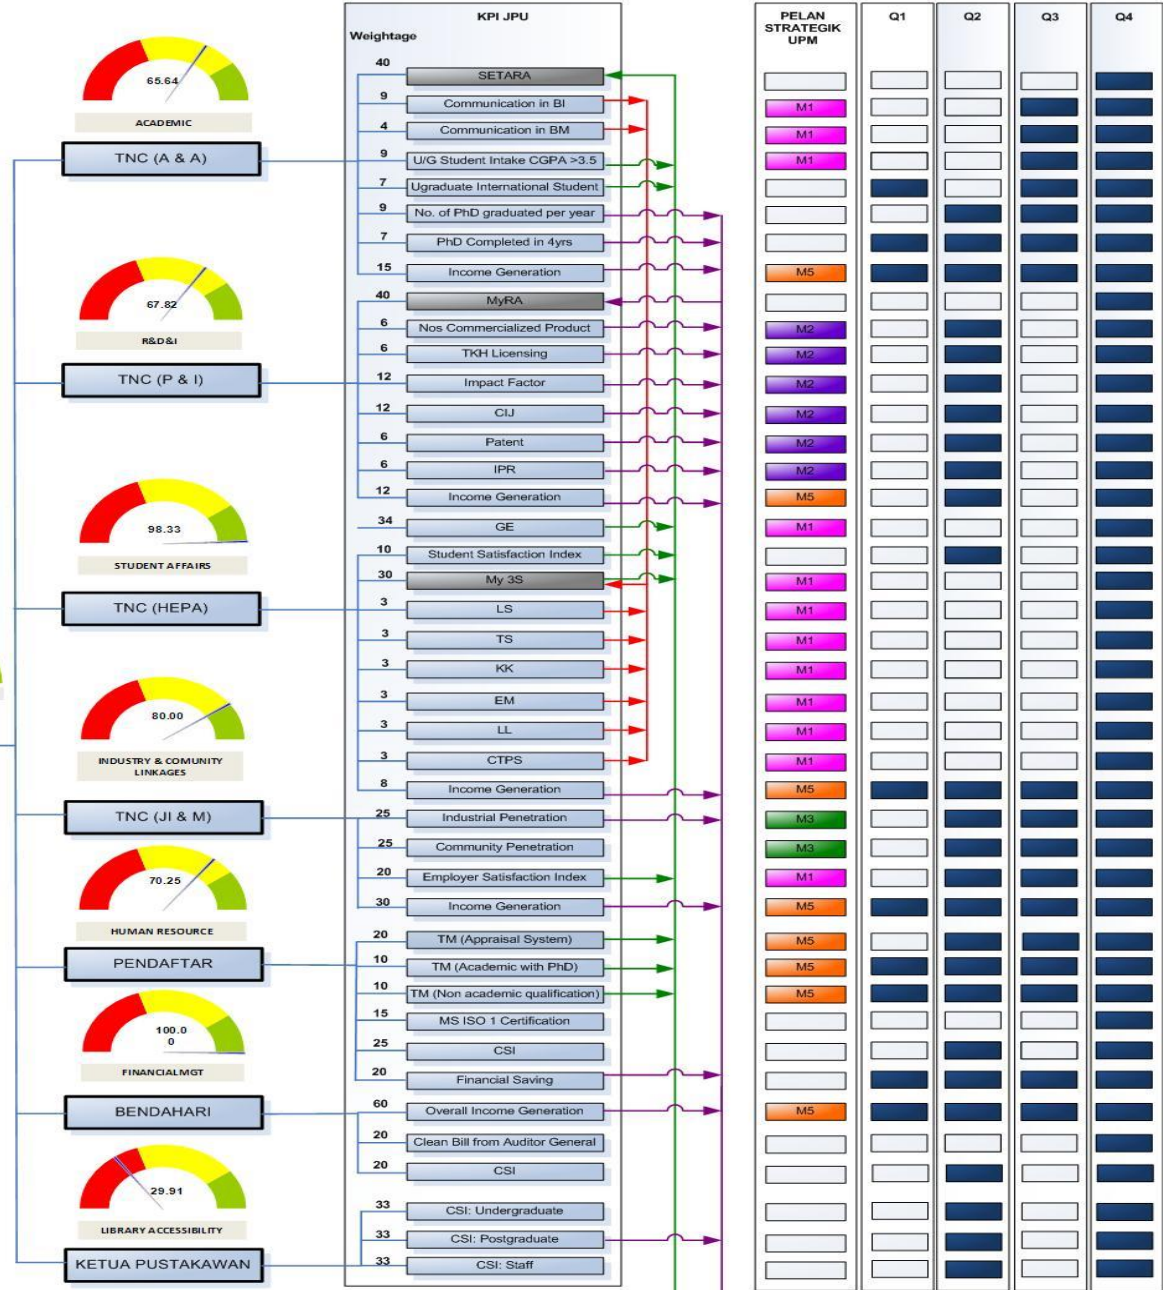 KPI JPU
Weightage
PELAN
STRATEGIK
UPM
Q1
Q2
Q3
Q4
65.64
ACADEMIC
TNC (A & A)
40 SETARA
9 Communication in BI M1
4 Communication in BM M1
9 U/G Student Intake CGPA >3.5 M1
7 Ugraduate International Student
9 No. of PhD graduated per year
7 PhD Completed in 4yrs
15 Income Generation M5
67.82
R&D&I
TNC (P & I)
40 MyRA
6 Nos Commercialized Product M2
6 TKH Licensing M2
12 Impact Factor M2
12 CIJ M2
6 Patent M2
6 IPR M2
12 Income Generation M5
98.33
STUDENT AFFAIRS
TNC (HEPA)
34 GE M1
10 Student Satisfaction Index
30 My 3S M1
3 LS M1
3 TS M1
3 KK M1
3 EM M1
3 LL M1
3 CTPS M1
8 Income Generation M5
80.00
INDUSTRY & COMUNITY
LINKAGES
TNC (JI & M)
25 Industrial Penetration M3
25 Community Penetration M3
20 Employer Satisfaction Index M1
30 Income Generation M5
70.25
HUMAN RESOURCE
PENDAFTAR
20 TM (Appraisal System) M5
10 TM (Academic with PhD) M5
10 TM (Non academic qualification) M5
15 MS ISO 1 Certification
25 CSI
20 Financial Saving
100.0
0
FINANCIALMGT
BENDAHARI
60 Overall Income Generation M5
20 Clean Bill from Auditor General
20 CSI
29.91
LIBRARY ACCESSIBILITY
KETUA PUSTAKAWAN
33 CSI: Undergraduate
33 CSI: Postgraduate
33 CSI: Staff